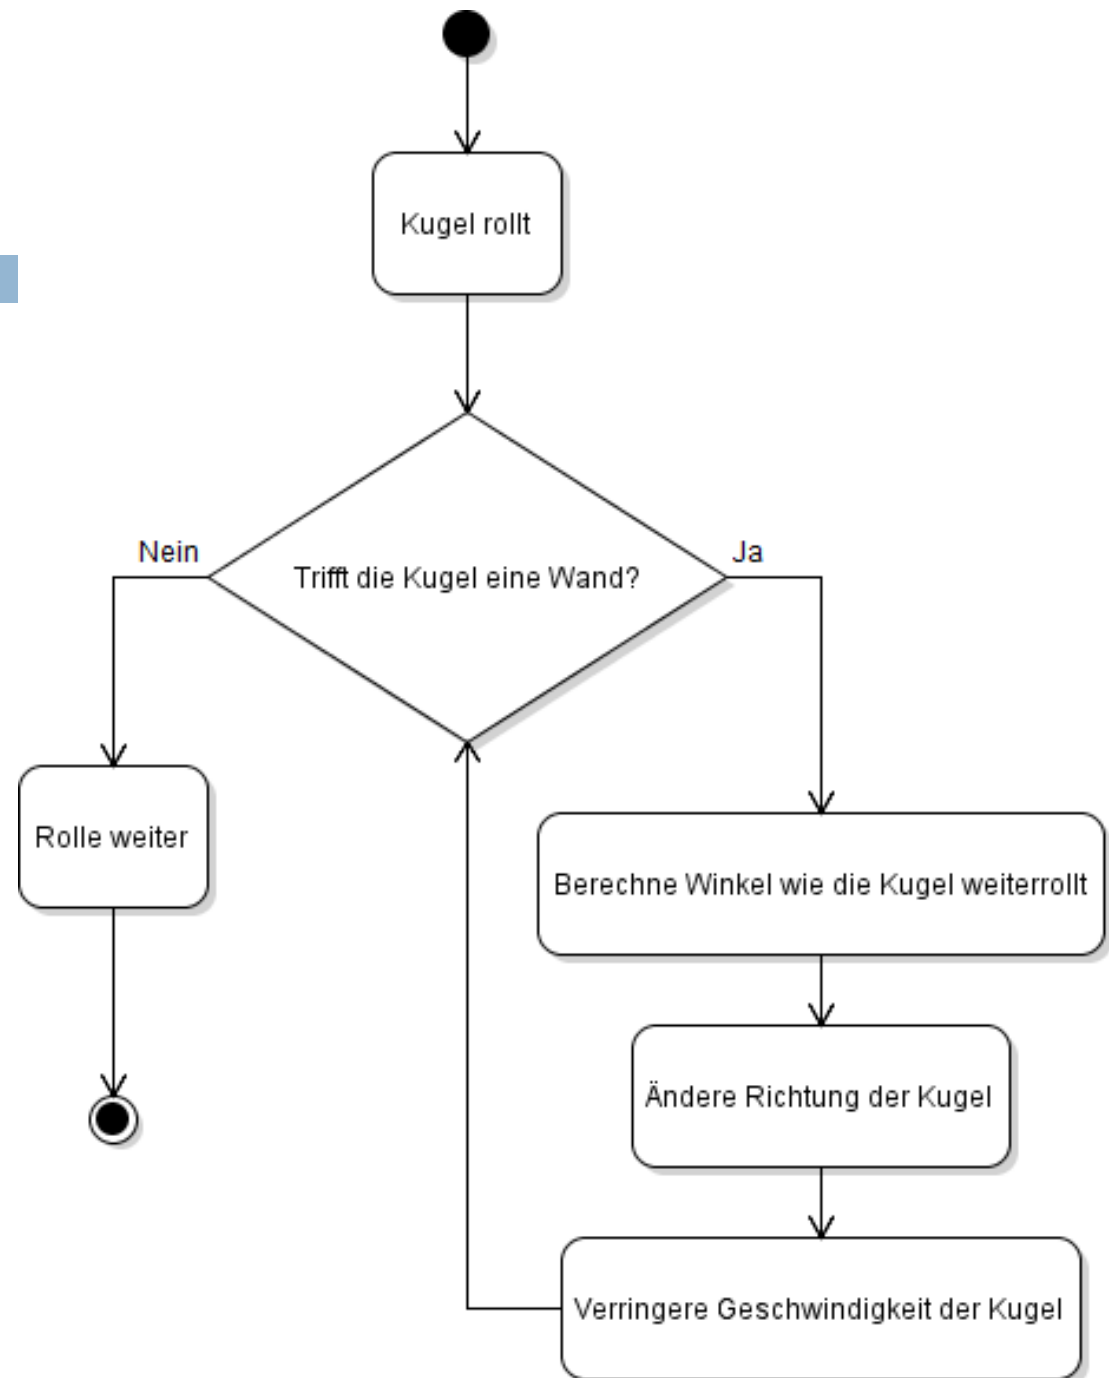 Kugel rollt
Nein
Ja
Trifft die Kugel eine Wand?
Rolle weiter
Berechne Winkel wie die Kugel weiterrollt
Ändere Richtung der Kugel
Verringere Geschwindigkeit der Kugel